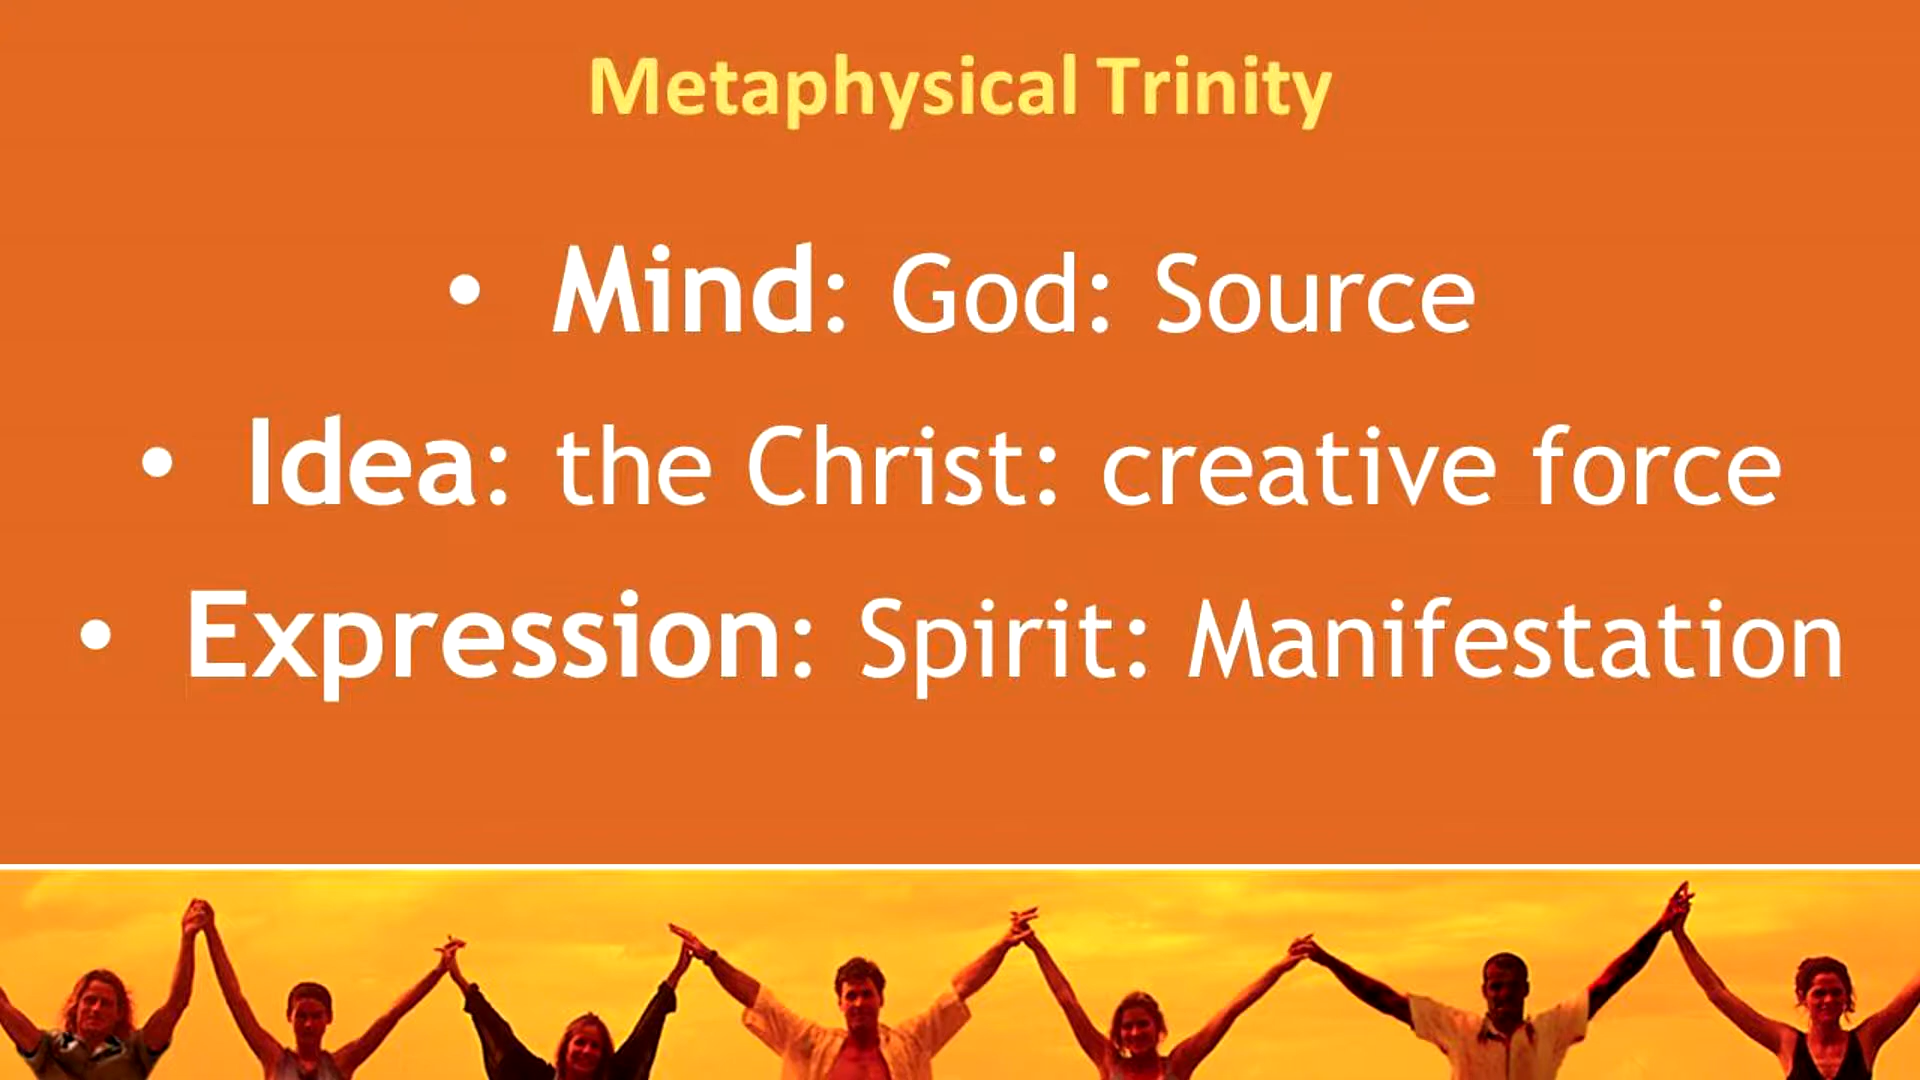 Metaphysical Trinity
• Mind: God: Source
• Idea: the Christ: creative force
• Expression: Spirit: Manifestation